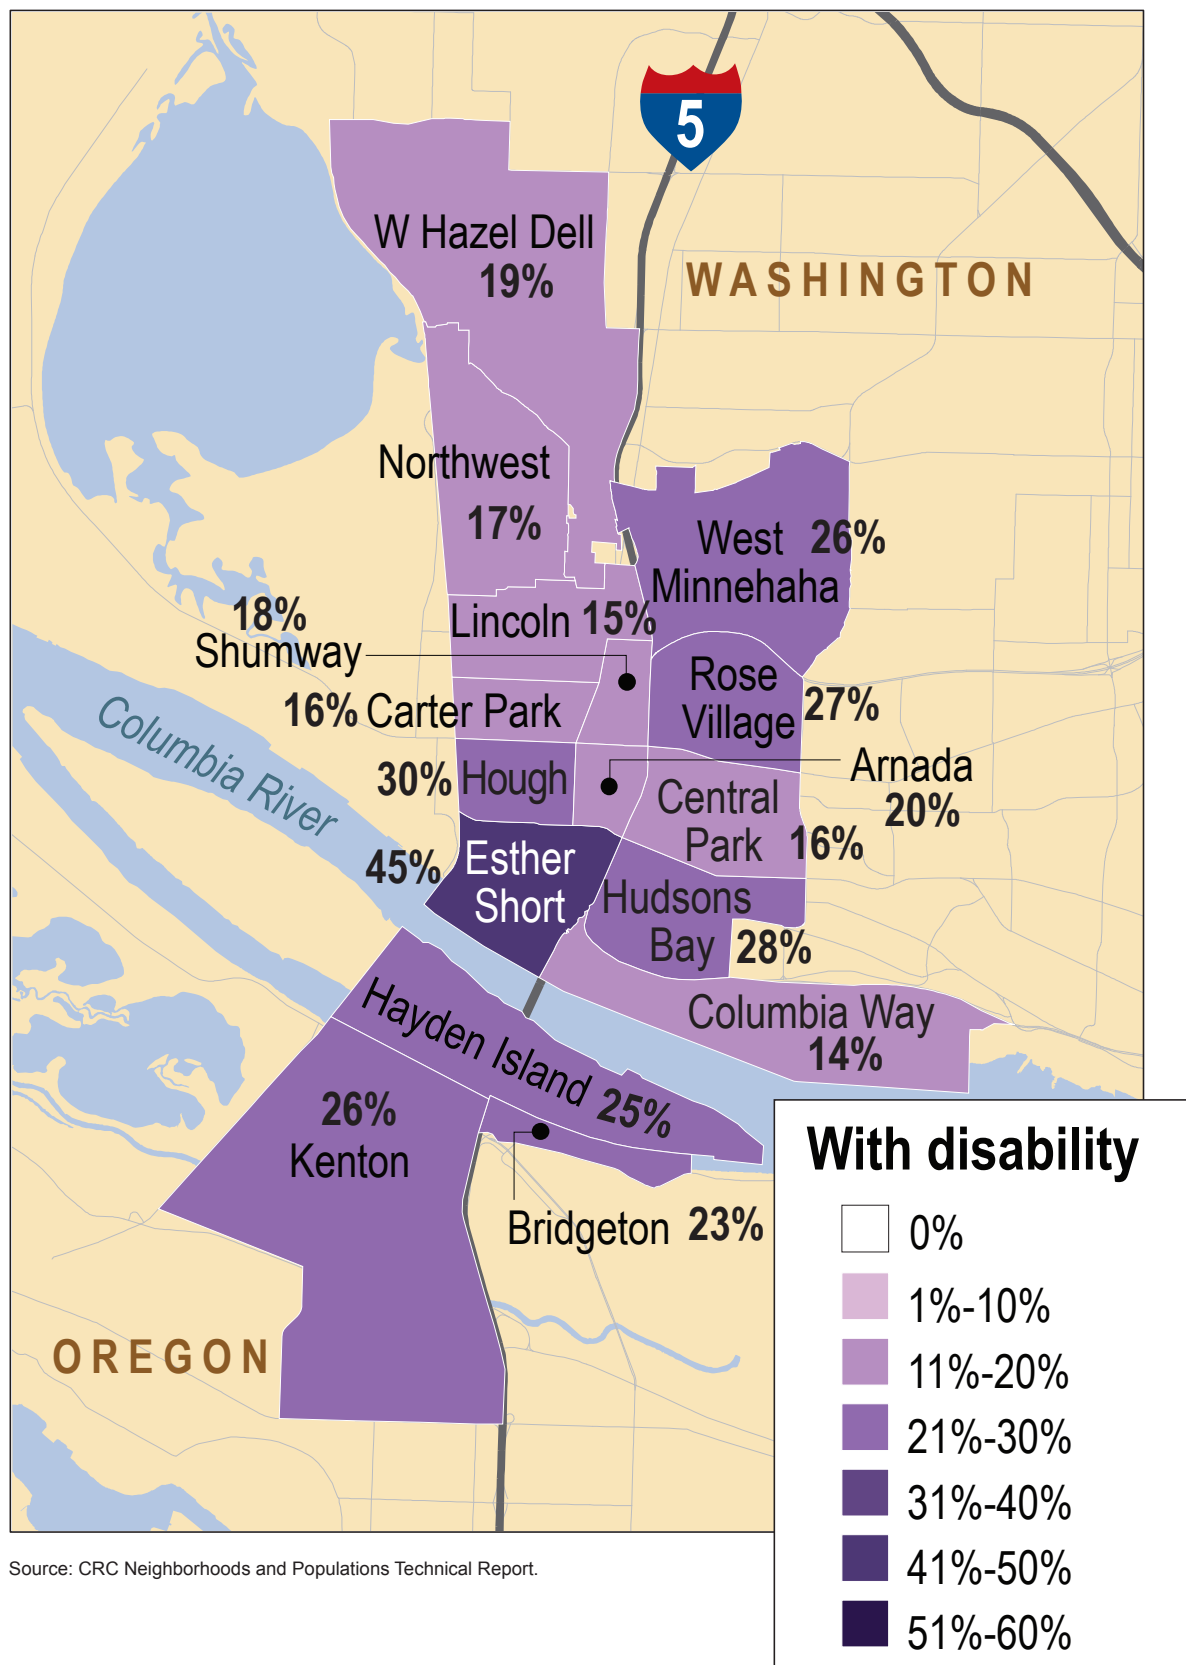 5
W Hazel Dell
19%
WASHINGTON
Northwest
17%
West 26%
Minnehaha
18%
Shumway
Lincoln 15%
Rose
Village 27%
16% Carter Park
Columbia River
30% Hough
Arnada
20%
Central
Park 16%
45% Esther
Short
Hudsons
Bay 28%
Columbia Way
14%
Hayden Island 25%
26%
Kenton
Bridgeton 23%
OREGON
With disability
0%
1%-10%
11%-20%
21%-30%
31%-40%
41%-50%
51%-60%
Source: CRC Neighborhoods and Populations Technical Report.